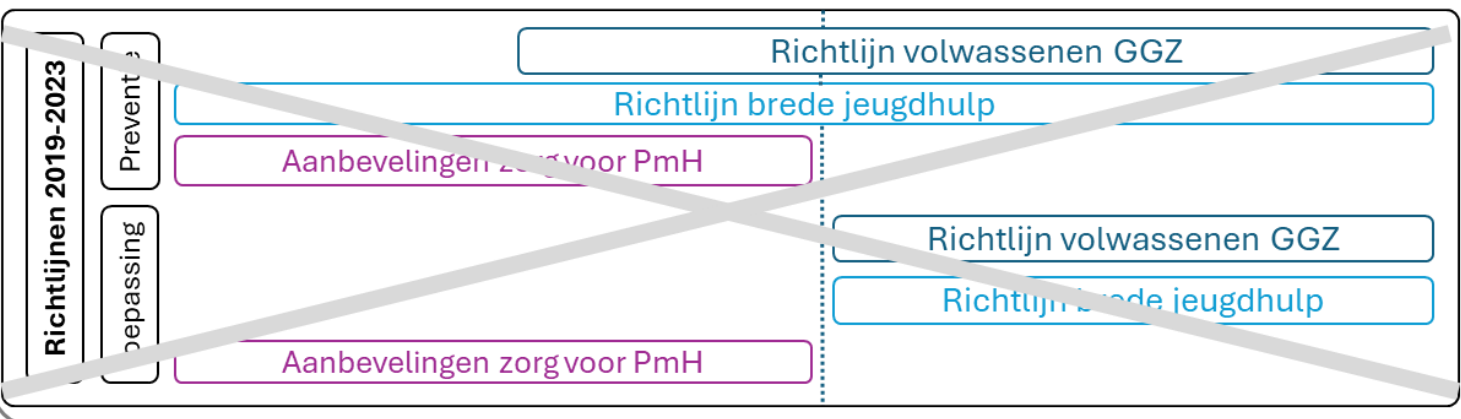 Richtlijnen 2019-2023
Preventie
Richtlijn volwassenen GGZ
Richtlijn brede jeugdhulp
Aanbevelingen zorg voor PmH
Toepassing
Richtlijn volwassenen GGZ
Richtlijn brede jeugdhulp
Aanbevelingen zorg voor PmH